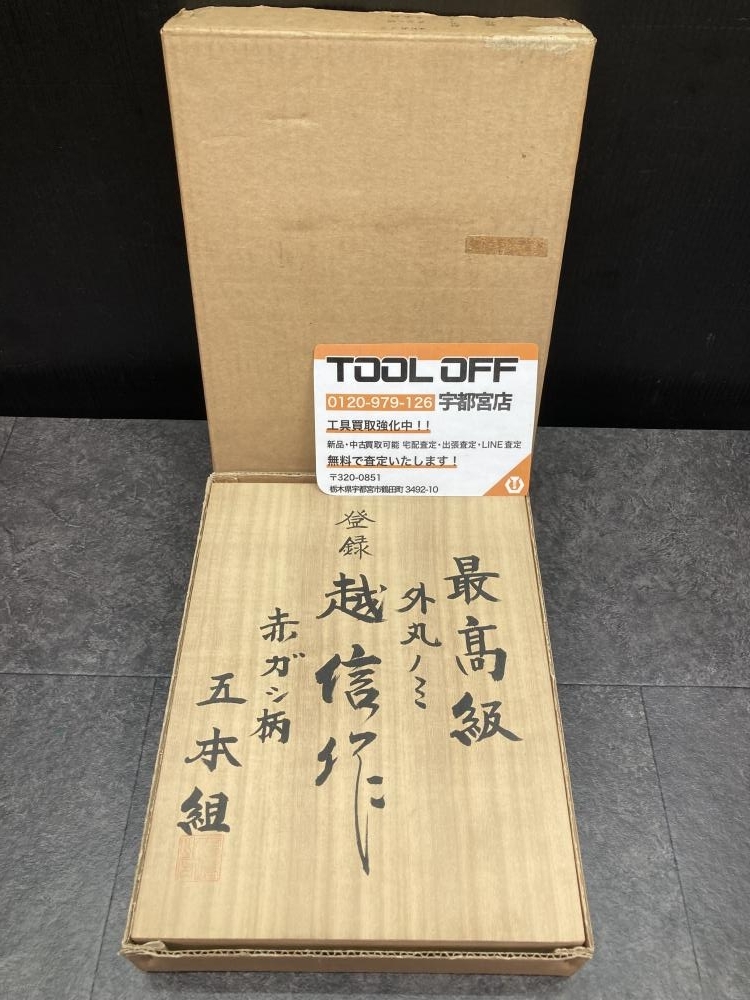 TOOL OFF
0120-979-126 宇都宮店
工具買取強化中!!
新品・中古買取可能 宅配査定・出張査定・LINE査定
無料で査定いたします!
〒320-0851
栃木県宇都宮市鶴田町 3492-10
最高級
外丸ノミ
登録
越信作
赤ガシ柄
五本組